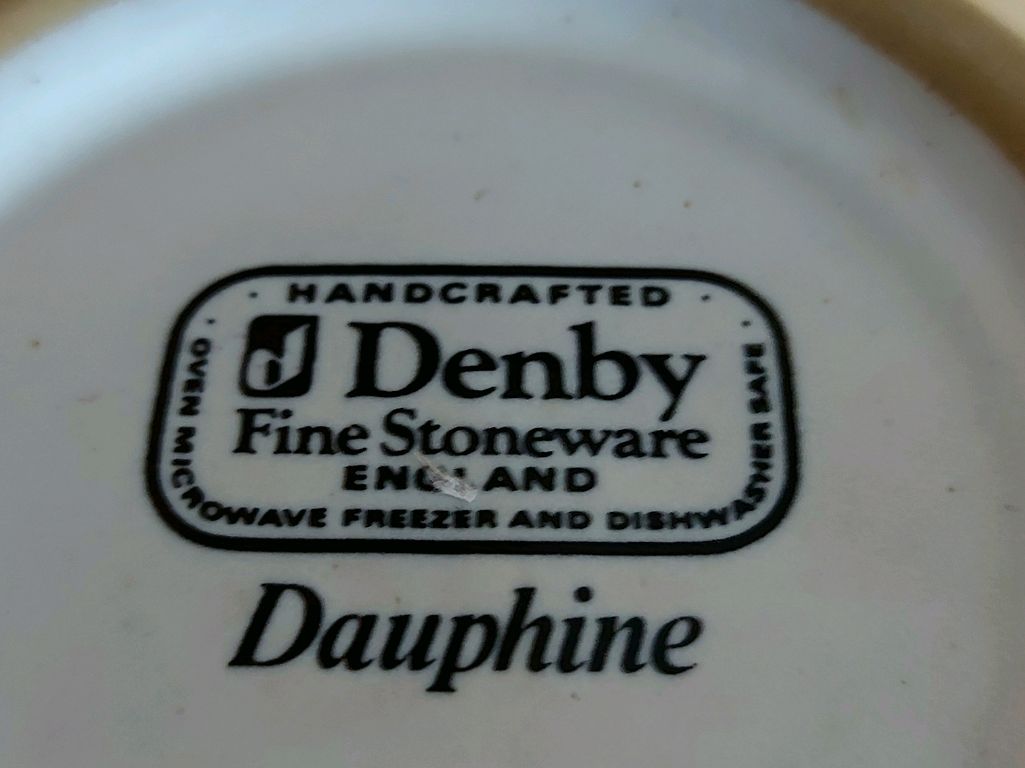 · HANDCRAFTED ·
Denby
Fine Stoneware
ENGLAND
· OVEN MICROWAVE FREEZER AND DISHWASHER SAFE ·
Dauphine